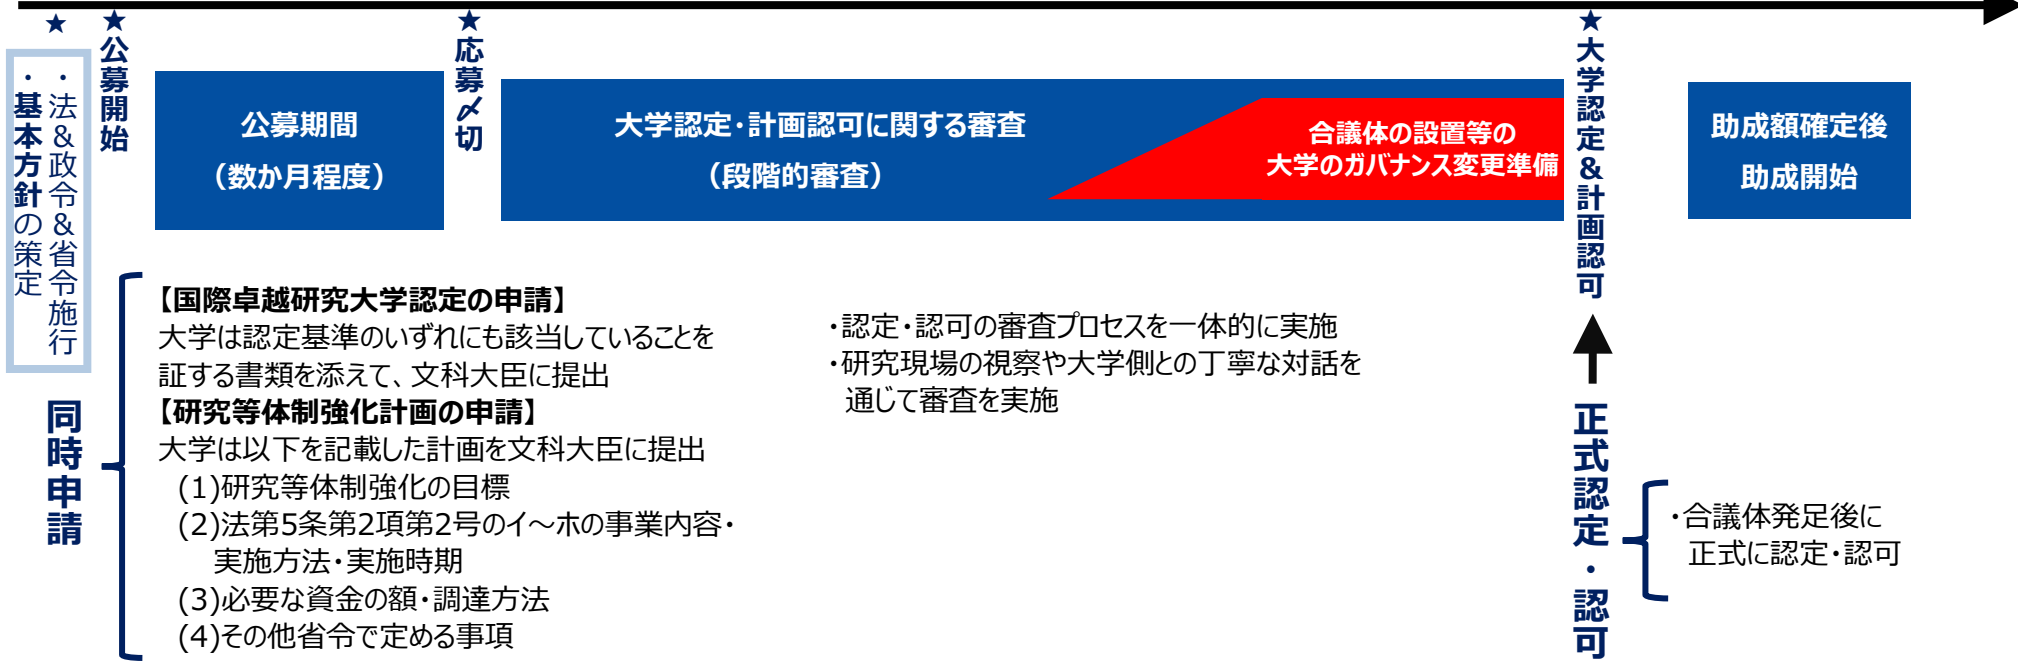 ★
・法&政令&省令施行
・基本方針の策定
★公募開始
公募期間
（数か月程度）
★応募〆切
大学認定・計画認可に関する審査
（段階的審査）
合議体の設置等の
大学のガバナンス変更準備
★大学認定&計画認可
助成額確定後
助成開始
同時申請
【国際卓越研究大学認定の申請】
大学は認定基準のいずれにも該当していることを
証する書類を添えて、文科大臣に提出
【研究等体制強化計画の申請】
大学は以下を記載した計画を文科大臣に提出
(1)研究等体制強化の目標
(2)法第5条第2項第2号のイ～ホの事業内容・
実施方法・実施時期
(3)必要な資金の額・調達方法
(4)その他省令で定める事項
・認定・認可の審査プロセスを一体的に実施
・研究現場の視察や大学側との丁寧な対話を
通じて審査を実施
正式認定・認可
・合議体発足後に
正式に認定・認可